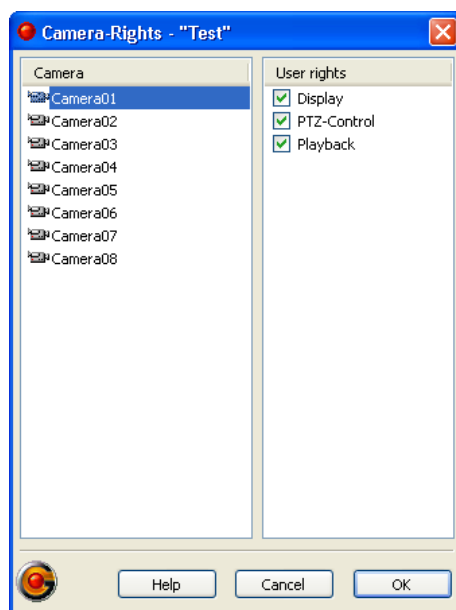 Camera-Rights - "Test"
Camera
Camera01
Camera02
Camera03
Camera04
Camera05
Camera06
Camera07
Camera08
User rights
Display
PTZ-Control
Playback
Help
Cancel
OK